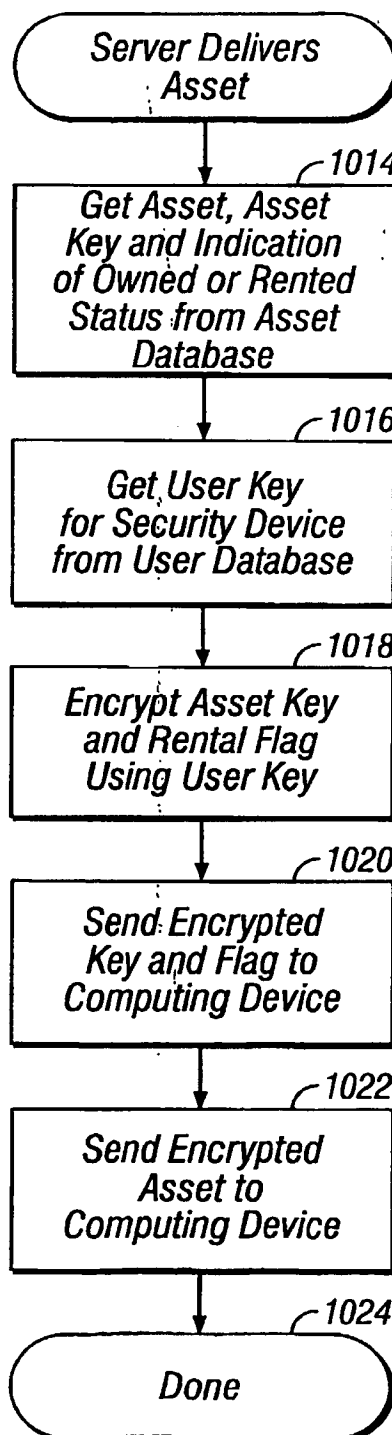 Server Delivers
Asset
1014
Get Asset, Asset
Key and Indication
of Owned or Rented
Status from Asset
Database
1016
Get User Key
for Security Device
from User Database
1018
Encrypt Asset Key
and Rental Flag
Using User Key
1020
Send Encrypted
Key and Flag to
Computing Device
1022
Send Encrypted
Asset to
Computing Device
1024
Done